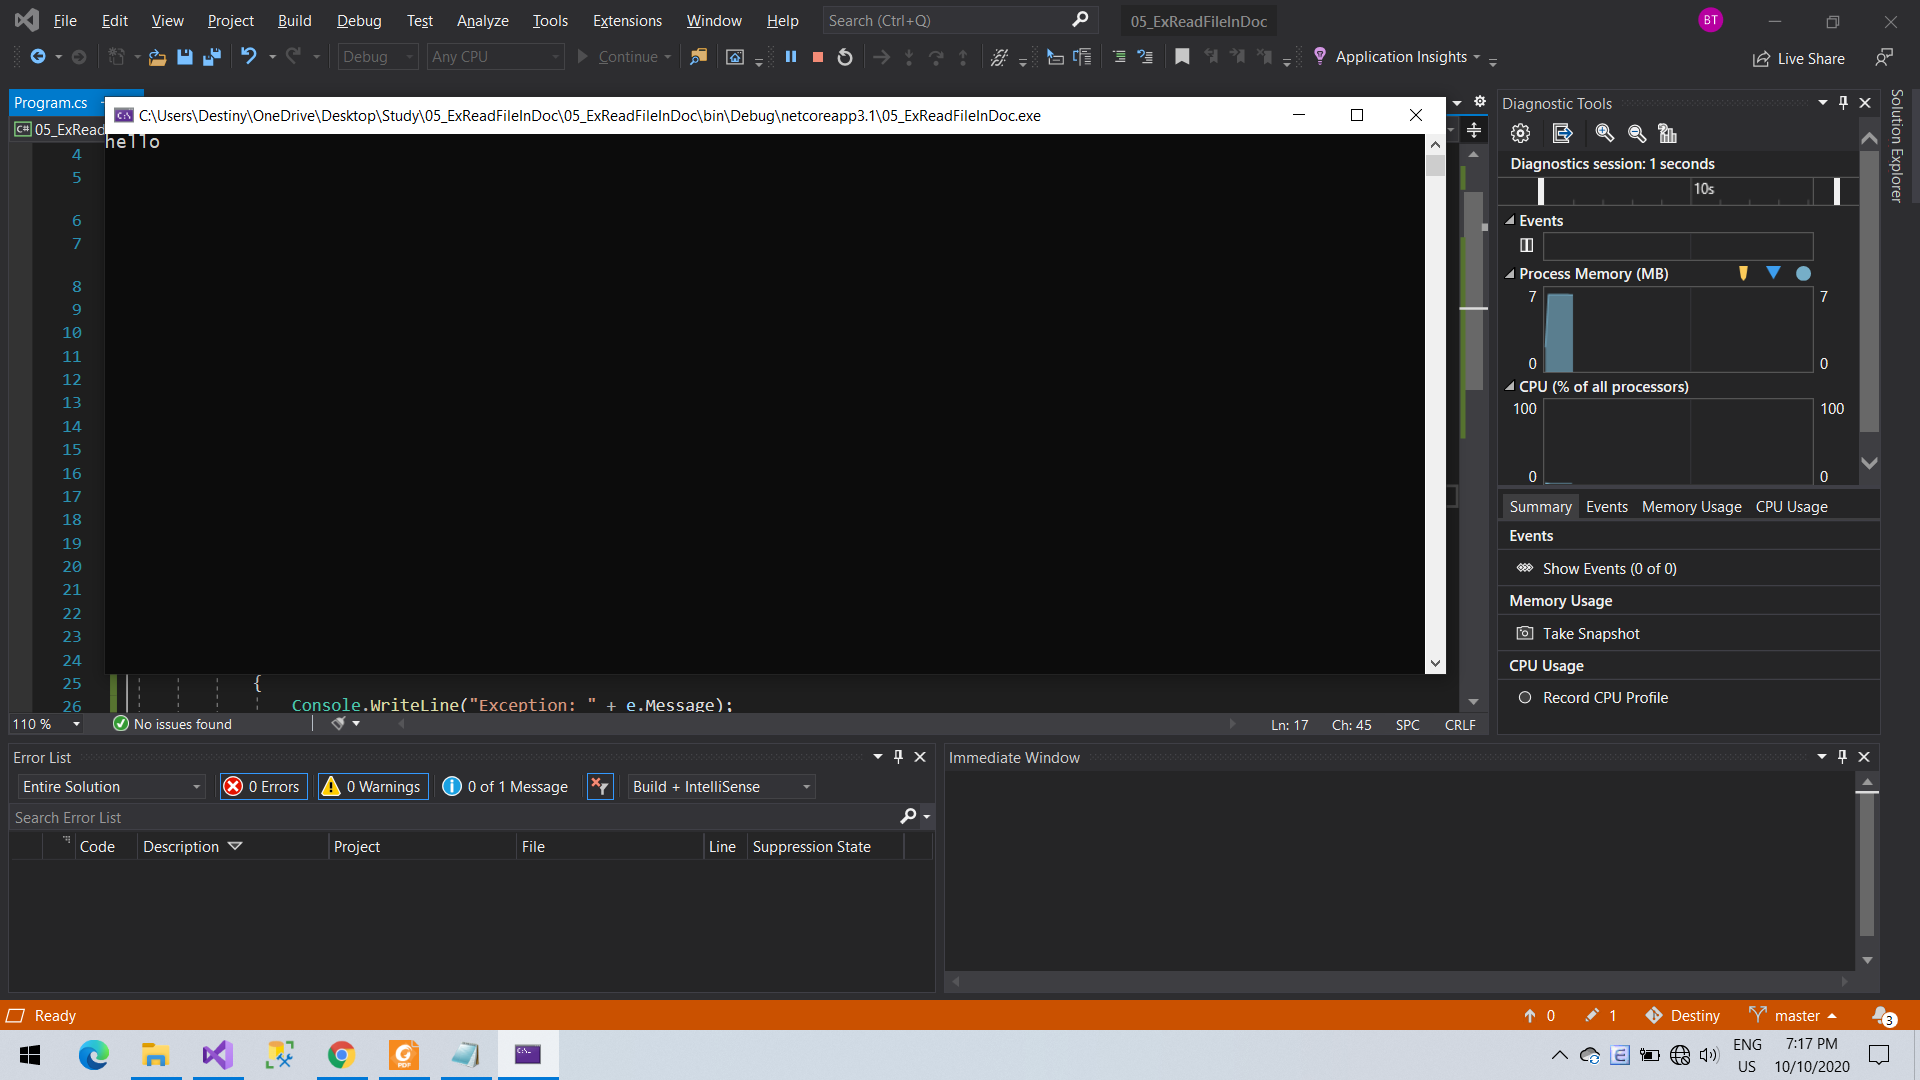 File Edit View Project Build Debug Test Analyze Tools Extensions Window Help Search (Ctrl+Q) 05_ExReadFileInDoc BT
Debug Any CPU Continue Application Insights Live Share
Program.cs
C:\Users\Destiny\OneDrive\Desktop\Study\05_ExReadFileInDoc\05_ExReadFileInDoc\bin\Debug\netcoreapp3.1\05_ExReadFileInDoc.exe
05_ExRead
hello
4
5
6
7
8
9
10
11
12
13
14
15
16
17
18
19
20
21
22
23
24
25 {
26 Console.WriteLine("Exception: " + e.Message);
110 % No issues found Ln: 17 Ch: 45 SPC CRLF
Diagnostic Tools
Diagnostics session: 1 seconds
10s
Events
Process Memory (MB)
7 7
0 0
CPU (% of all processors)
100 100
0 0
Summary Events Memory Usage CPU Usage
Events
Show Events (0 of 0)
Memory Usage
Take Snapshot
CPU Usage
Record CPU Profile
Solution Explorer
Error List
Entire Solution 0 Errors 0 Warnings 0 of 1 Message Build + IntelliSense
Search Error List
Code Description Project File Line Suppression State
Immediate Window
Ready 0 1 Destiny master 3
ENG 7:17 PM
US 10/10/2020